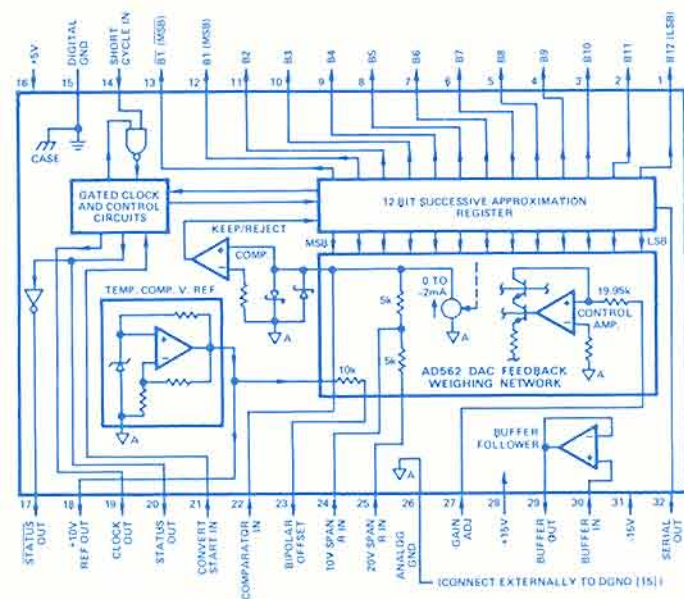 +5V
DIGITAL
GND
SHORT
CYCLE IN
B1 (MSB)
B1 (MSB)
B2
B3
B4
B5
B6
B7
B8
B9
B10
B11
B12 (LSB)
16 15 14 13 12 11 10 9 8 7 6 5 4 3 2 1
CASE
GATED CLOCK
AND CONTROL
CIRCUITS
12 BIT SUCCESSIVE APPROXIMATION
REGISTER
KEEP/REJECT
COMP.
MSB
LSB
TEMP. COMP. V. REF
A
A
5k
5k
10k
0 TO
-2mA
A
A
19.95k
CONTROL
AMP.
A
AD562 DAC FEEDBACK
WEIGHING NETWORK
BUFFER
FOLLOWER
A
17 18 19 20 21 22 23 24 25 26 27 28 29 30 31 32
STATUS
OUT
+10V
REF OUT
CLOCK
OUT
STATUS
OUT
CONVERT
START IN
COMPARATOR
IN
BIPOLAR
OFFSET
10V SPAN
R IN
20V SPAN
R IN
ANALOG
GND
GAIN
ADJ
+15V
BUFFER
OUT
BUFFER
IN
-15V
SERIAL
OUT
(CONNECT EXTERNALLY TO DGND [15])